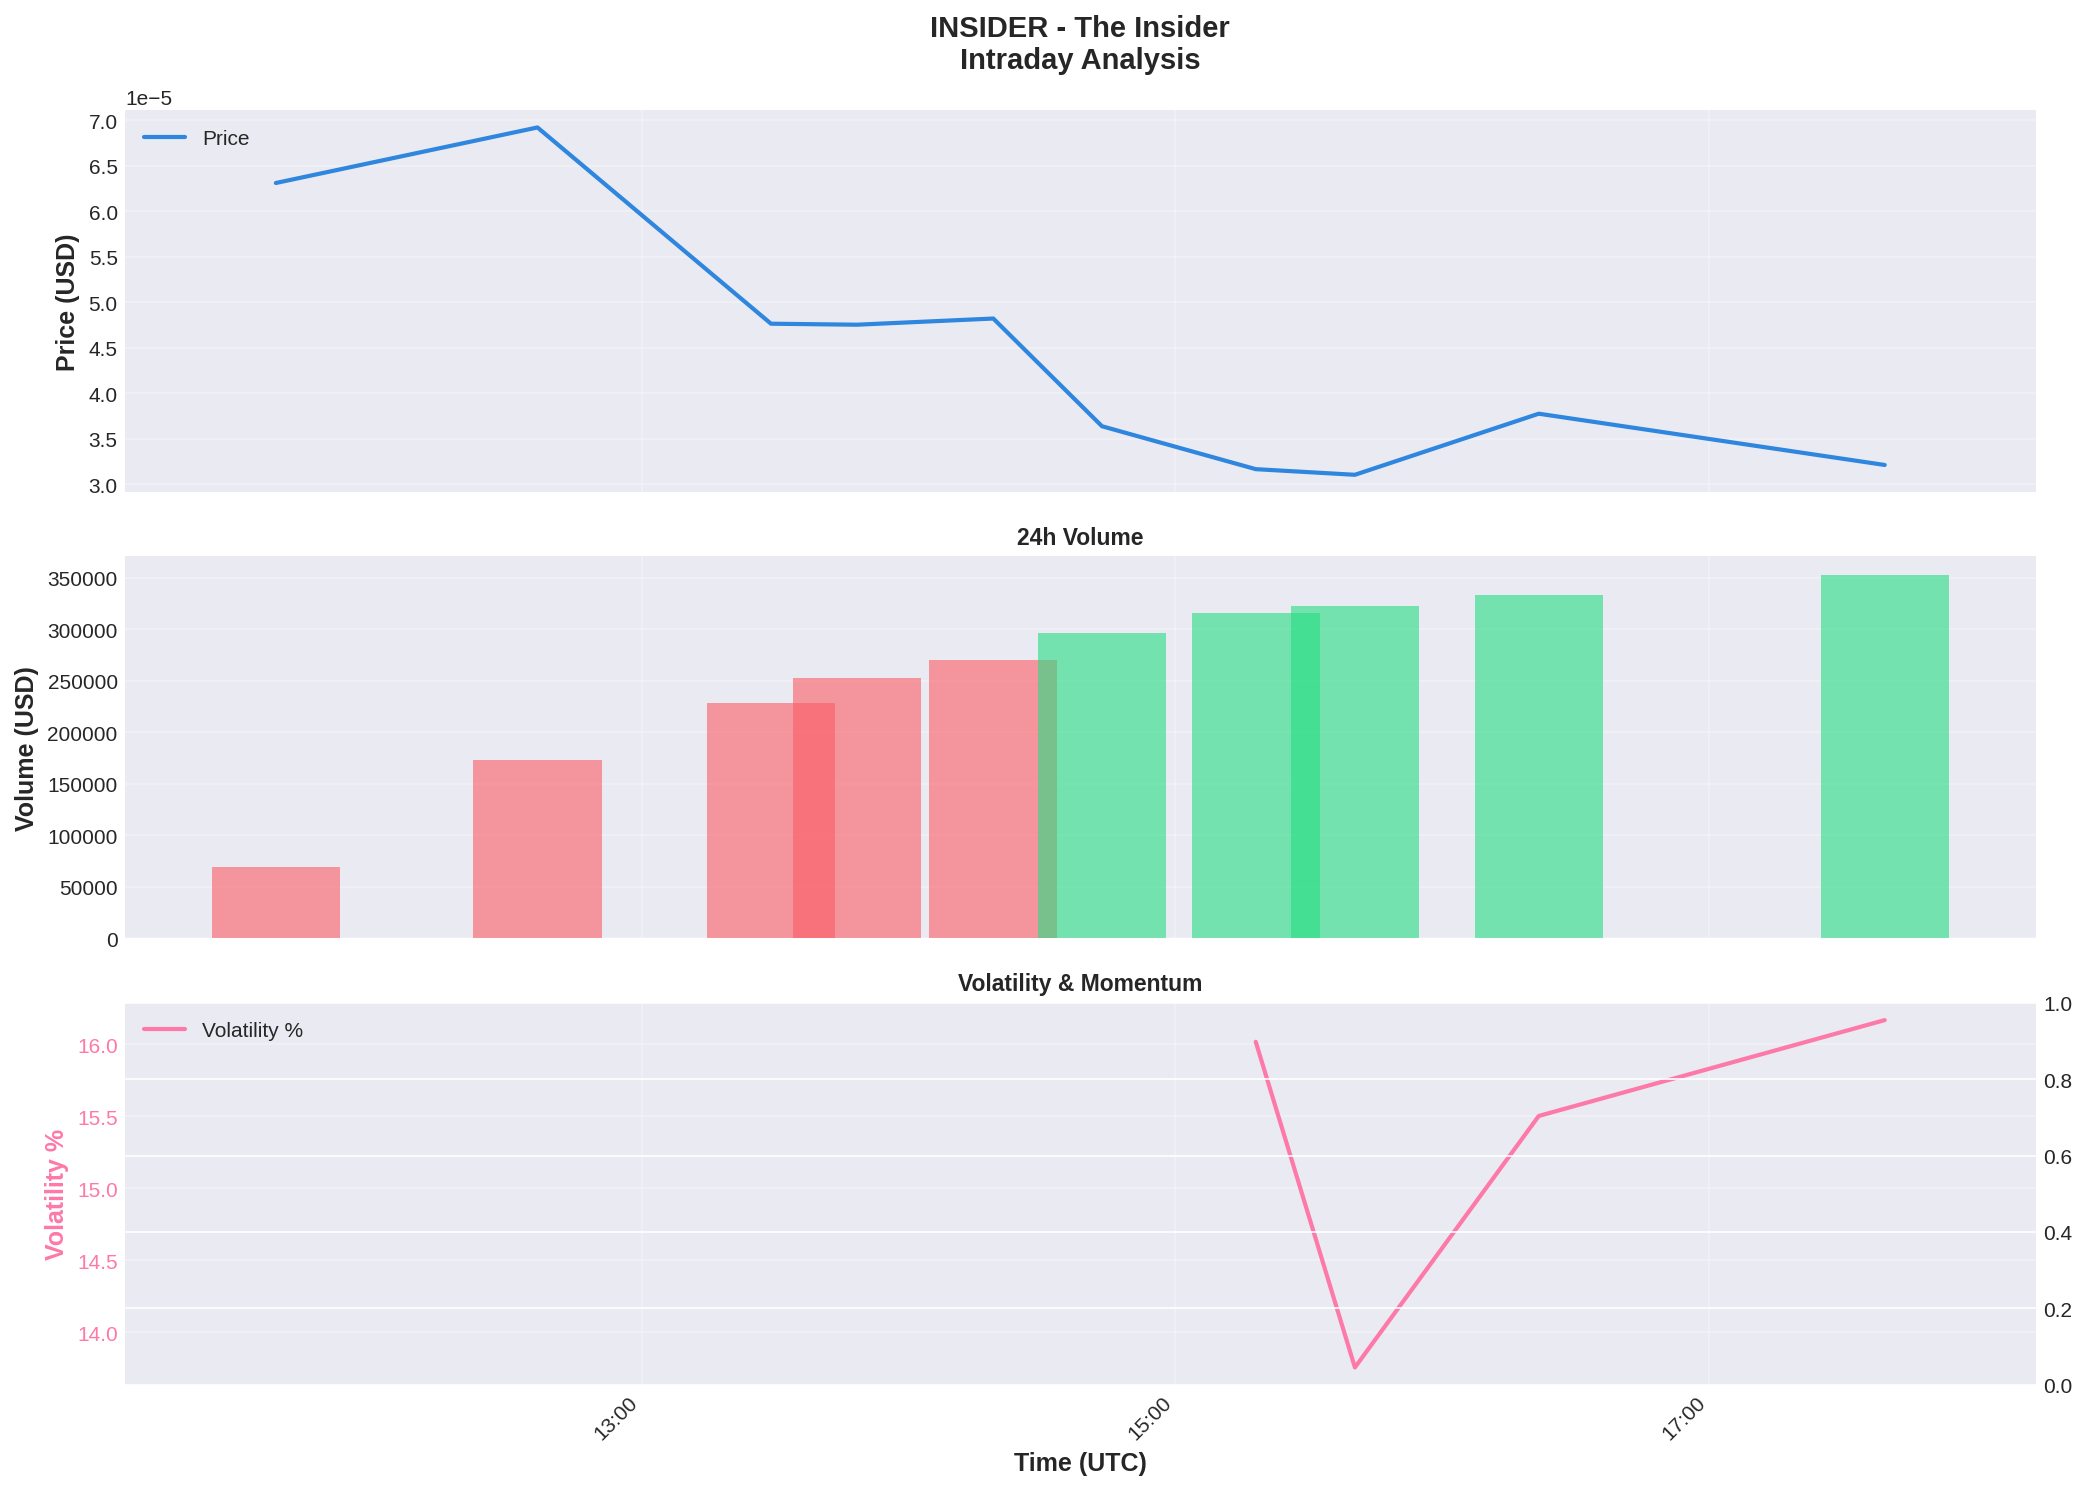 INSIDER - The Insider
Intraday Analysis
1e−5
7.0
6.5
6.0
5.5
5.0
4.5
4.0
3.5
3.0
Price (USD)
Price
24h Volume
350000
300000
250000
200000
150000
100000
50000
0
Volume (USD)
Volatility & Momentum
Volatility %
16.0
15.5
15.0
14.5
14.0
Volatility %
1.0
0.8
0.6
0.4
0.2
0.0
13:00
15:00
17:00
Time (UTC)